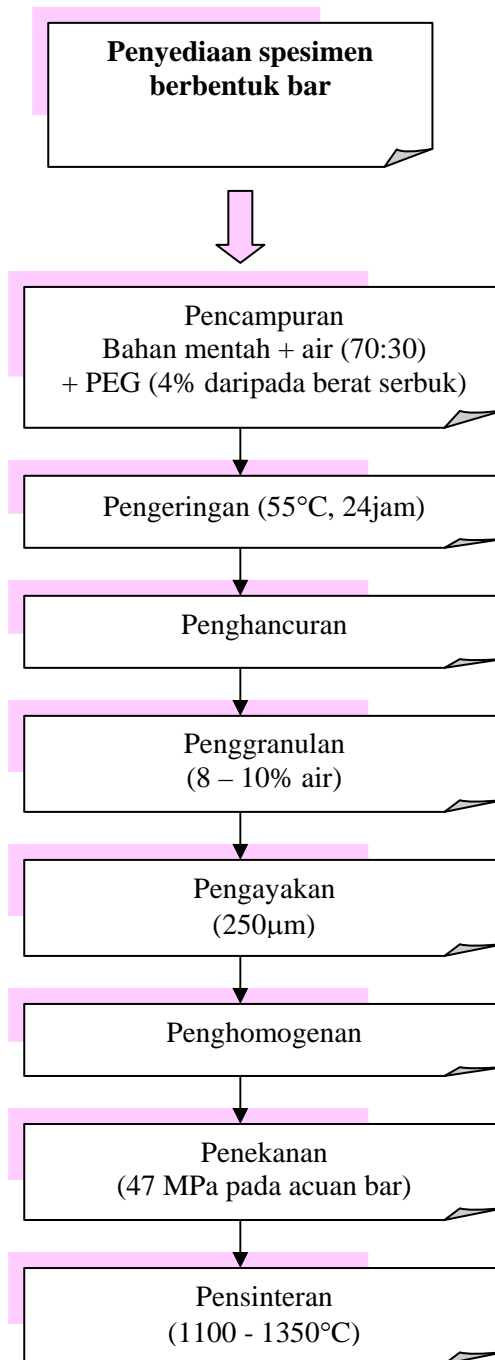 Penyediaan spesimen
berbentuk bar
Pencampuran
Bahan mentah + air (70:30)
+ PEG (4% daripada berat serbuk)
Pengeringan (55°C, 24jam)
Penghancuran
Penggranulan
(8 – 10% air)
Pengayakan
(250μm)
Penghomogenan
Penekanan
(47 MPa pada acuan bar)
Pensinteran
(1100 - 1350°C)